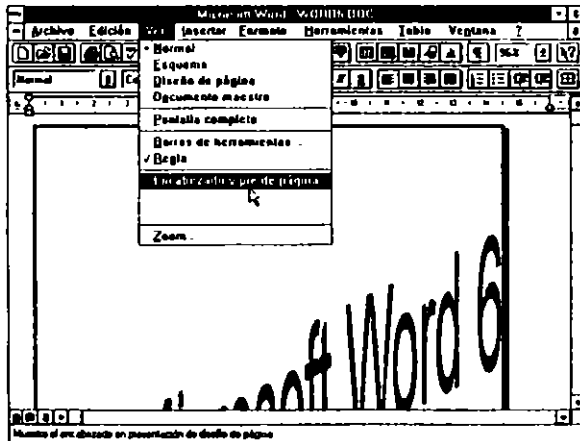 Microsoft Word - WORD6.DOC
Archivo Edición Ver Insertar Formato Herramientas Tabla Ventana ?
96%
Normal
• Normal
Esquema
Diseño de página
Documento maestro
Pantalla completa
Barras de herramientas...
✓ Regla
Encabezado y pie de página
Zoom...
Microsoft Word 6
Muestra el encabezado en presentación de diseño de página